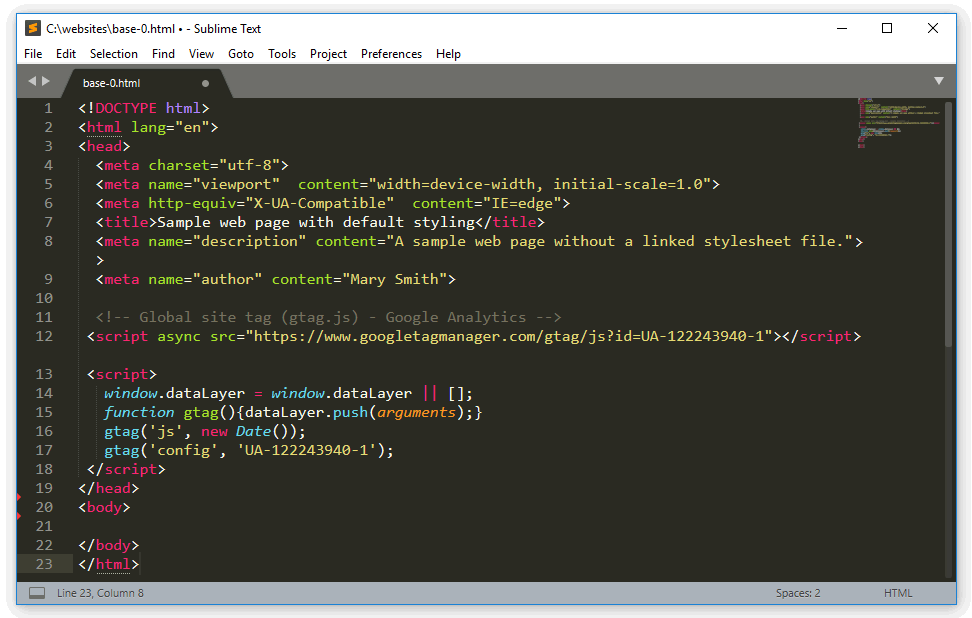 C:\websites\base-0.html • - Sublime Text
File Edit Selection Find View Goto Tools Project Preferences Help
base-0.html
1 <!DOCTYPE html>
2 <html lang="en">
3 <head>
4 <meta charset="utf-8">
5 <meta name="viewport"  content="width=device-width, initial-scale=1.0">
6 <meta http-equiv="X-UA-Compatible"  content="IE=edge">
7 <title>Sample web page with default styling</title>
8 <meta name="description" content="A sample web page without a linked stylesheet file.">
>
9 <meta name="author" content="Mary Smith">
10
11 <!-- Global site tag (gtag.js) - Google Analytics -->
12 <script async src="https://www.googletagmanager.com/gtag/js?id=UA-122243940-1"></script>
13 <script>
14 window.dataLayer = window.dataLayer || [];
15 function gtag(){dataLayer.push(arguments);}
16 gtag('js', new Date());
17 gtag('config', 'UA-122243940-1');
18 </script>
19 </head>
20 <body>
21
22 </body>
23 </html>
Line 23, Column 8 Spaces: 2 HTML